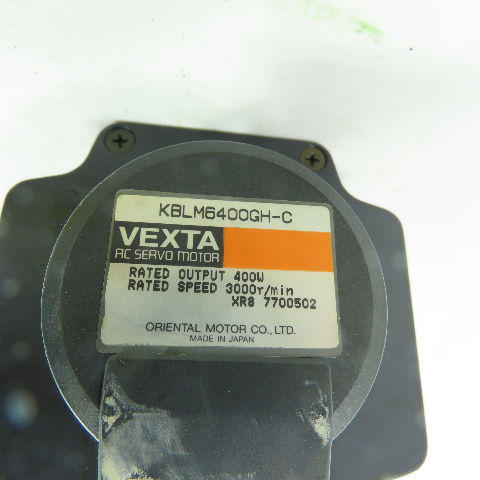 KBLM6400GH-C
VEXTA
AC SERVO MOTOR
RATED OUTPUT 400W
RATED SPEED 3000r/min
XR8 7700502
ORIENTAL MOTOR CO.,LTD.
MADE IN JAPAN